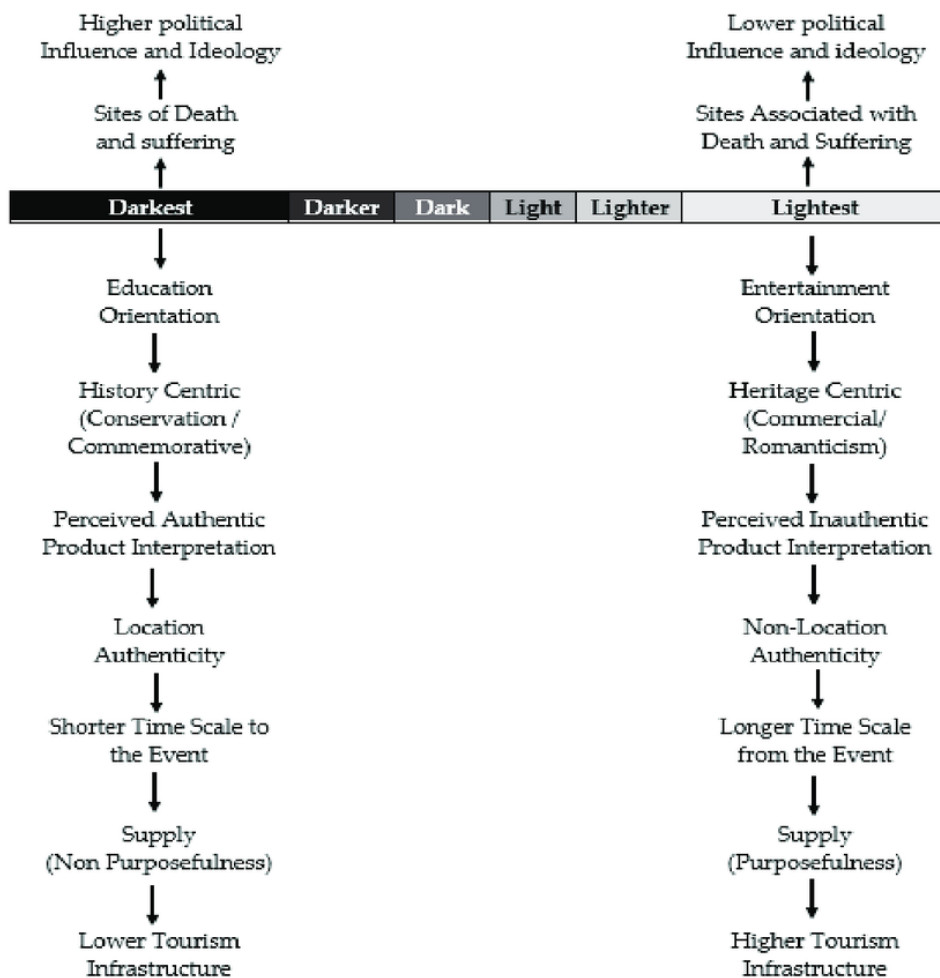 Higher political
Influence and Ideology
Lower political
Influence and ideology
Sites of Death
and suffering
Sites Associated with
Death and Suffering
Darkest Darker Dark Light Lighter Lightest
Education
Orientation
Entertainment
Orientation
History Centric
(Conservation /
Commemorative)
Heritage Centric
(Commercial/
Romanticism)
Perceived Authentic
Product Interpretation
Perceived Inauthentic
Product Interpretation
Location
Authenticity
Non-Location
Authenticity
Shorter Time Scale to
the Event
Longer Time Scale
from the Event
Supply
(Non Purposefulness)
Supply
(Purposefulness)
Lower Tourism
Infrastructure
Higher Tourism
Infrastructure